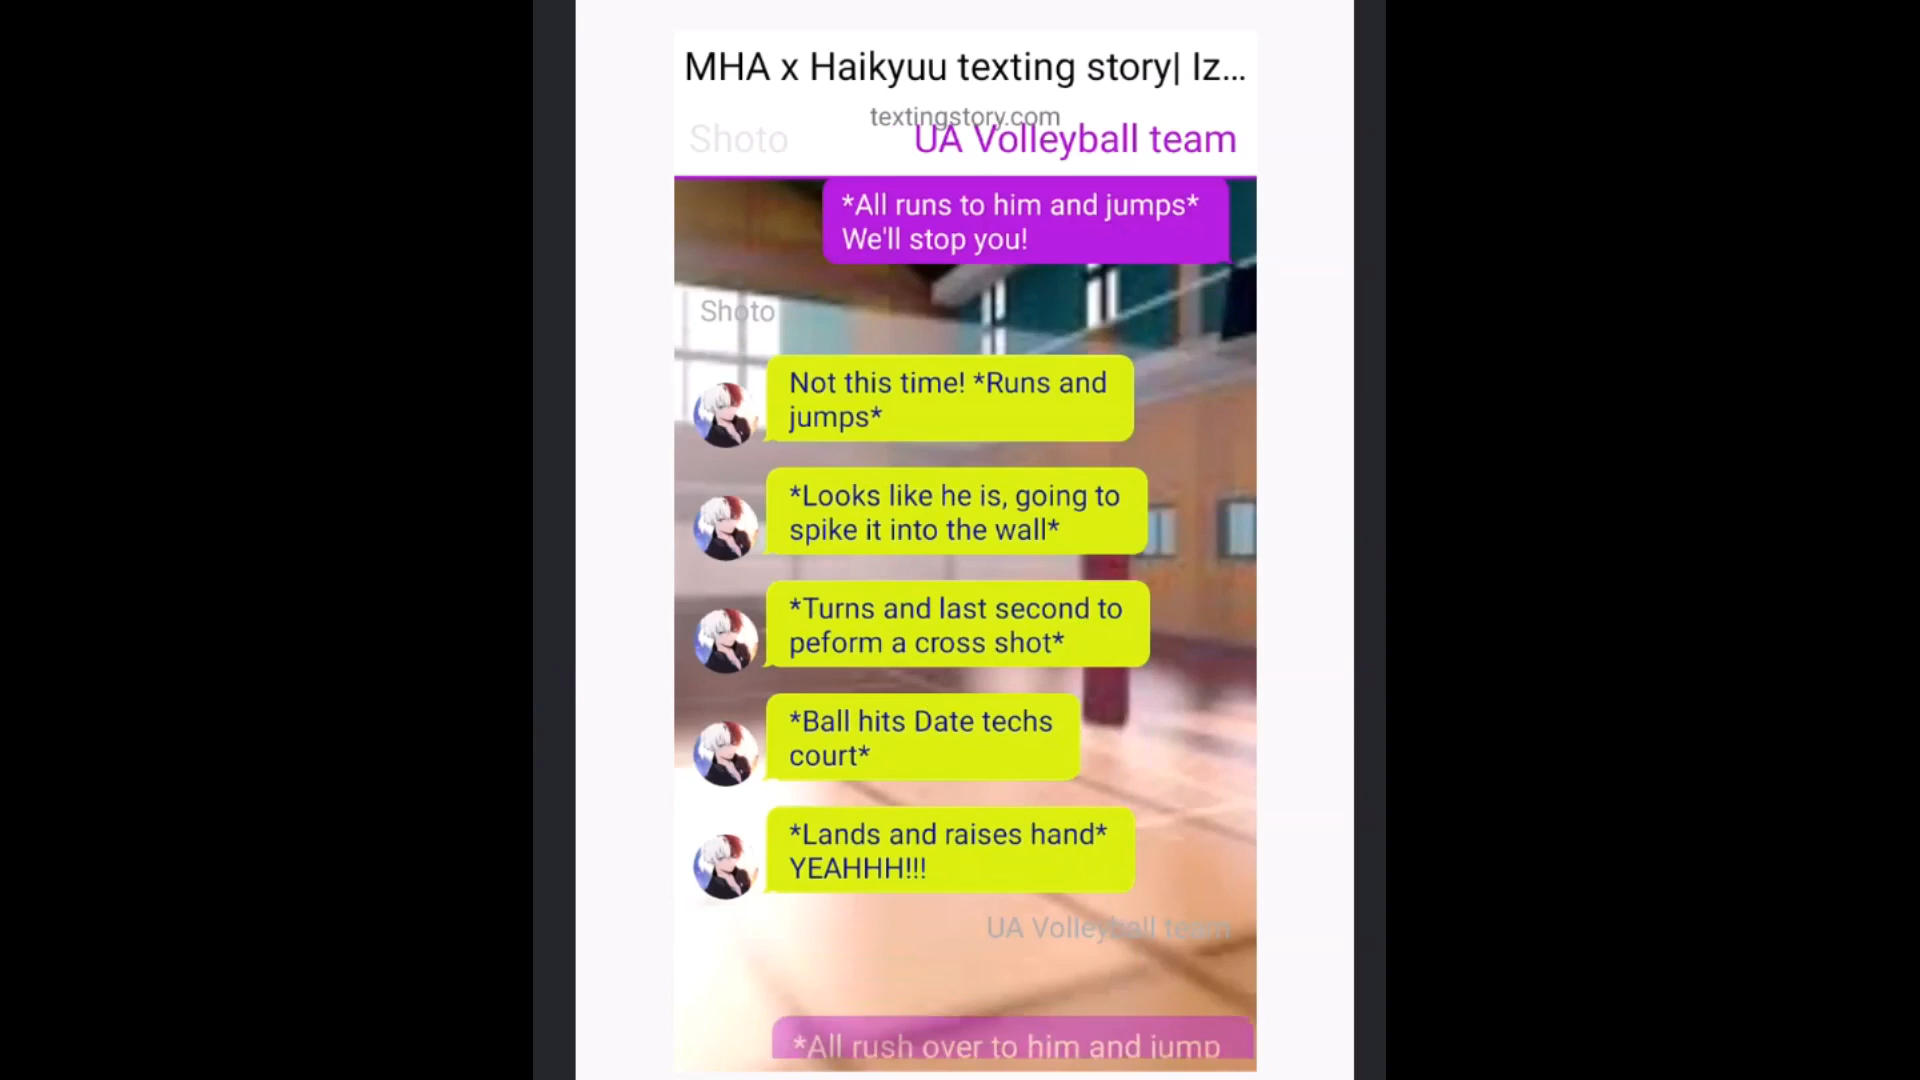 MHA x Haikyuu texting story| Iz...
textingstory.com
Shoto
UA Volleyball team
*All runs to him and jumps*
We'll stop you!
Shoto
Not this time! *Runs and
jumps*
*Looks like he is, going to
spike it into the wall*
*Turns and last second to
peform a cross shot*
*Ball hits Date techs
court*
*Lands and raises hand*
YEAHHH!!!
UA Volleyball team
*All rush over to him and jump